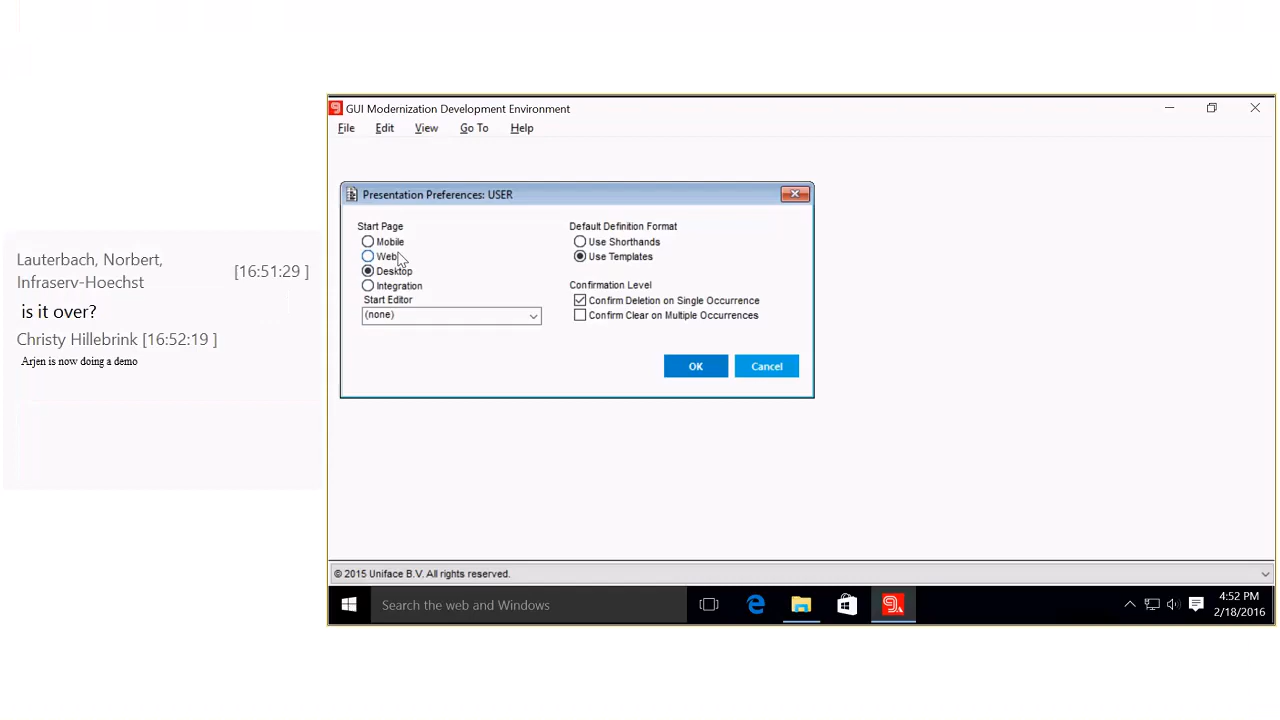 Lauterbach, Norbert,
Infraserv-Hoechst
[16:51:29 ]
is it over?
Christy Hillebrink [16:52:19 ]
Arjen is now doing a demo
GUI Modernization Development Environment
File Edit View Go To Help
Presentation Preferences: USER
Start Page
Mobile
Web
Desktop
Integration
Start Editor
(none)
Default Definition Format
Use Shorthands
Use Templates
Confirmation Level
Confirm Deletion on Single Occurrence
Confirm Clear on Multiple Occurrences
OK Cancel
© 2015 Uniface B.V. All rights reserved.
Search the web and Windows
4:52 PM
2/18/2016